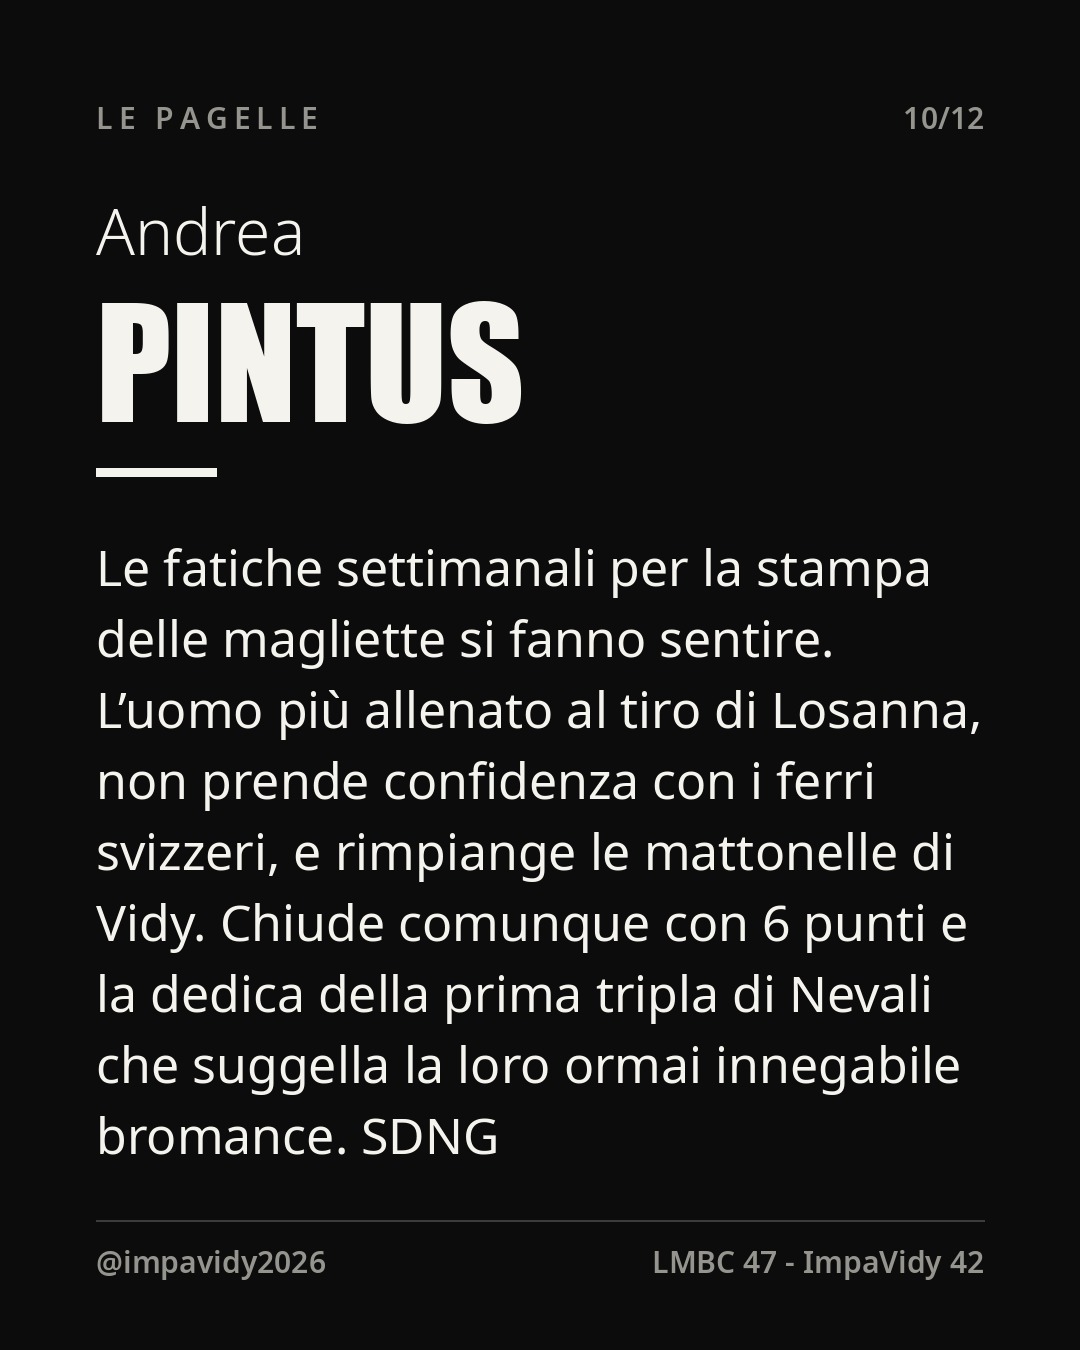 LE PAGELLE
10/12
Andrea
PINTUS
Le fatiche settimanali per la stampa
delle magliette si fanno sentire.
L’uomo più allenato al tiro di Losanna,
non prende confidenza con i ferri
svizzeri, e rimpiange le mattonelle di
Vidy. Chiude comunque con 6 punti e
la dedica della prima tripla di Nevali
che suggella la loro ormai innegabile
bromance. SDNG
@impavidy2026
LMBC 47 - ImpaVidy 42